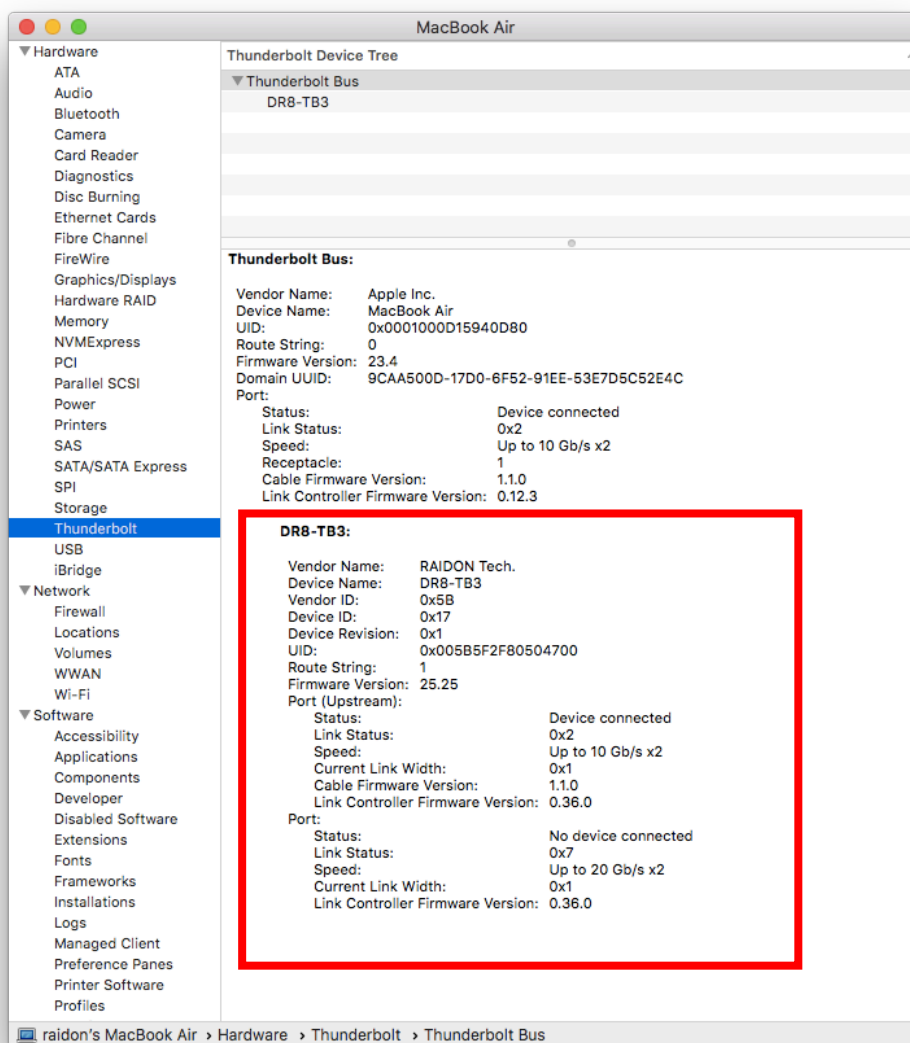 MacBook Air
Hardware
ATA
Audio
Bluetooth
Camera
Card Reader
Diagnostics
Disc Burning
Ethernet Cards
Fibre Channel
FireWire
Graphics/Displays
Hardware RAID
Memory
NVMExpress
PCI
Parallel SCSI
Power
Printers
SAS
SATA/SATA Express
SPI
Storage
Thunderbolt
USB
iBridge
Network
Firewall
Locations
Volumes
WWAN
Wi-Fi
Software
Accessibility
Applications
Components
Developer
Disabled Software
Extensions
Fonts
Frameworks
Installations
Logs
Managed Client
Preference Panes
Printer Software
Profiles
Thunderbolt Device Tree
Thunderbolt Bus
DR8-TB3
Thunderbolt Bus:
Vendor Name: Apple Inc.
Device Name: MacBook Air
UID: 0x0001000D15940D80
Route String: 0
Firmware Version: 23.4
Domain UUID: 9CAA500D-17D0-6F52-91EE-53E7D5C52E4C
Port:
Status: Device connected
Link Status: 0x2
Speed: Up to 10 Gb/s x2
Receptacle: 1
Cable Firmware Version: 1.1.0
Link Controller Firmware Version: 0.12.3
DR8-TB3:
Vendor Name: RAIDON Tech.
Device Name: DR8-TB3
Vendor ID: 0x5B
Device ID: 0x17
Device Revision: 0x1
UID: 0x005B5F2F80504700
Route String: 1
Firmware Version: 25.25
Port (Upstream):
Status: Device connected
Link Status: 0x2
Speed: Up to 10 Gb/s x2
Current Link Width: 0x1
Cable Firmware Version: 1.1.0
Link Controller Firmware Version: 0.36.0
Port:
Status: No device connected
Link Status: 0x7
Speed: Up to 20 Gb/s x2
Current Link Width: 0x1
Link Controller Firmware Version: 0.36.0
raidon's MacBook Air › Hardware › Thunderbolt › Thunderbolt Bus